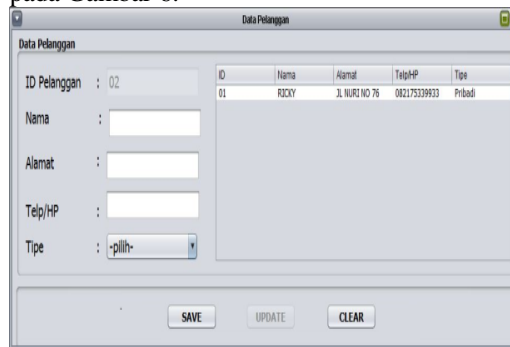 pada Gambar 6.
Data Pelanggan
Data Pelanggan
ID Pelanggan : 02
Nama :
Alamat :
Telp/HP :
Tipe : -pilih-
ID Nama Alamat Telp/HP Tipe
01 RICKY JL NURI NO 76 082175339933 Pribadi
SAVE UPDATE CLEAR